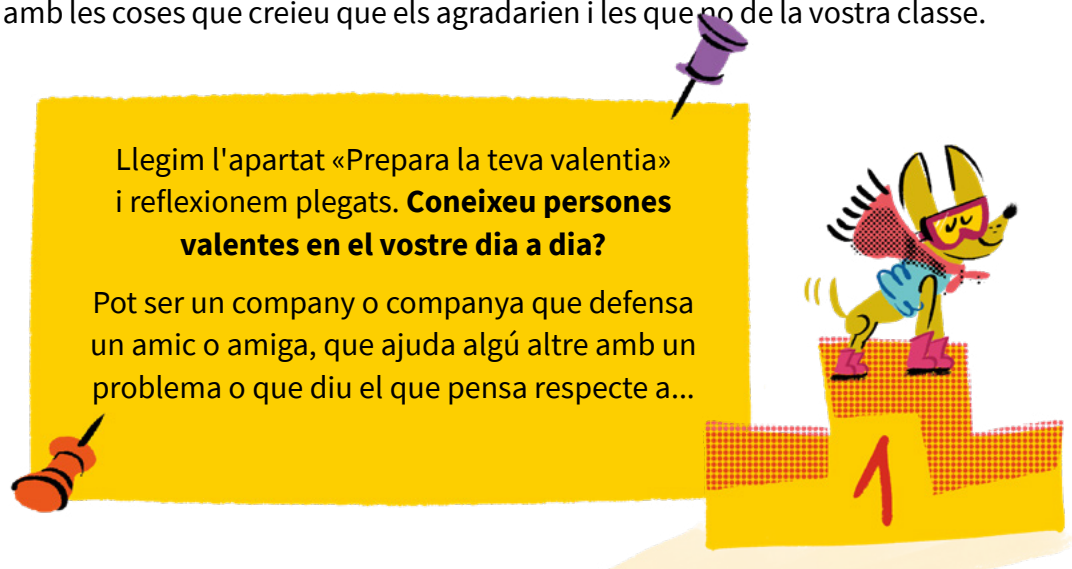 amb les coses que creieu que els agradarien i les que no de la vostra classe.
Llegim l'apartat «Prepara la teva valentia»
i reflexionem plegats. Coneixeu persones
valentes en el vostre dia a dia?
Pot ser un company o companya que defensa
un amic o amiga, que ajuda algú altre amb un
problema o que diu el que pensa respecte a...
1